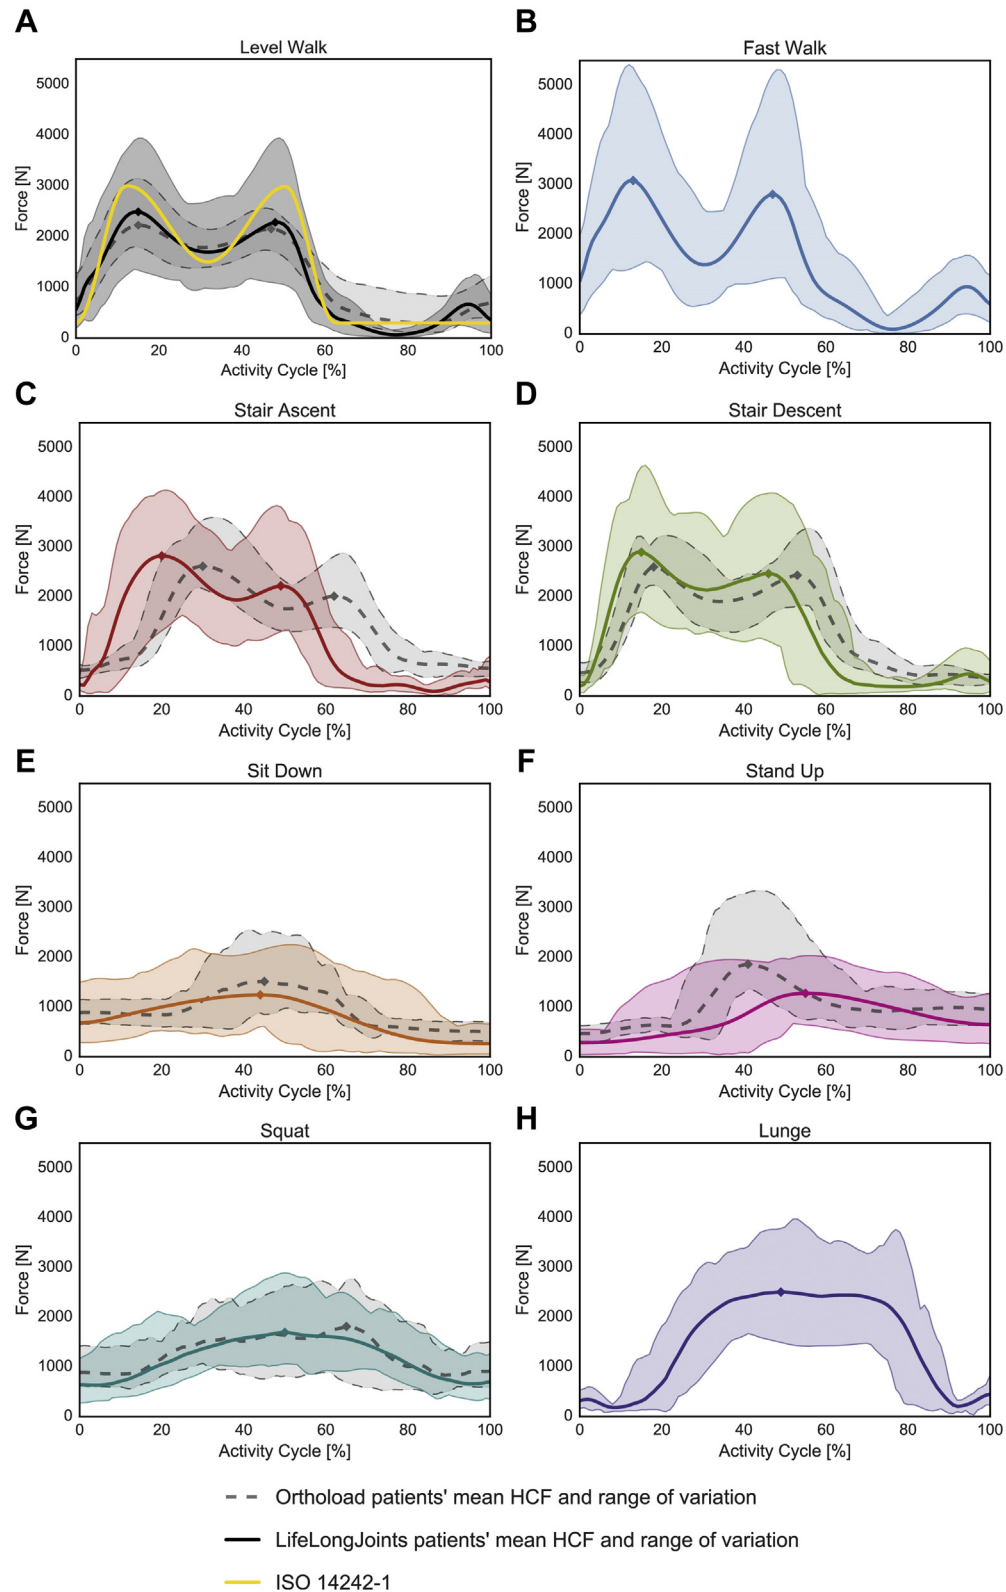 A
Level Walk
Force [N]
5000
4000
3000
2000
1000
0
0 20 40 60 80 100
Activity Cycle [%]
B
Fast Walk
Force [N]
5000
4000
3000
2000
1000
0
0 20 40 60 80 100
Activity Cycle [%]
C
Stair Ascent
Force [N]
5000
4000
3000
2000
1000
0
0 20 40 60 80 100
Activity Cycle [%]
D
Stair Descent
Force [N]
5000
4000
3000
2000
1000
0
0 20 40 60 80 100
Activity Cycle [%]
E
Sit Down
Force [N]
5000
4000
3000
2000
1000
0
0 20 40 60 80 100
Activity Cycle [%]
F
Stand Up
Force [N]
5000
4000
3000
2000
1000
0
0 20 40 60 80 100
Activity Cycle [%]
G
Squat
Force [N]
5000
4000
3000
2000
1000
0
0 20 40 60 80 100
Activity Cycle [%]
H
Lunge
Force [N]
5000
4000
3000
2000
1000
0
0 20 40 60 80 100
Activity Cycle [%]
Orthoload patients' mean HCF and range of variation
LifeLongJoints patients' mean HCF and range of variation
ISO 14242-1